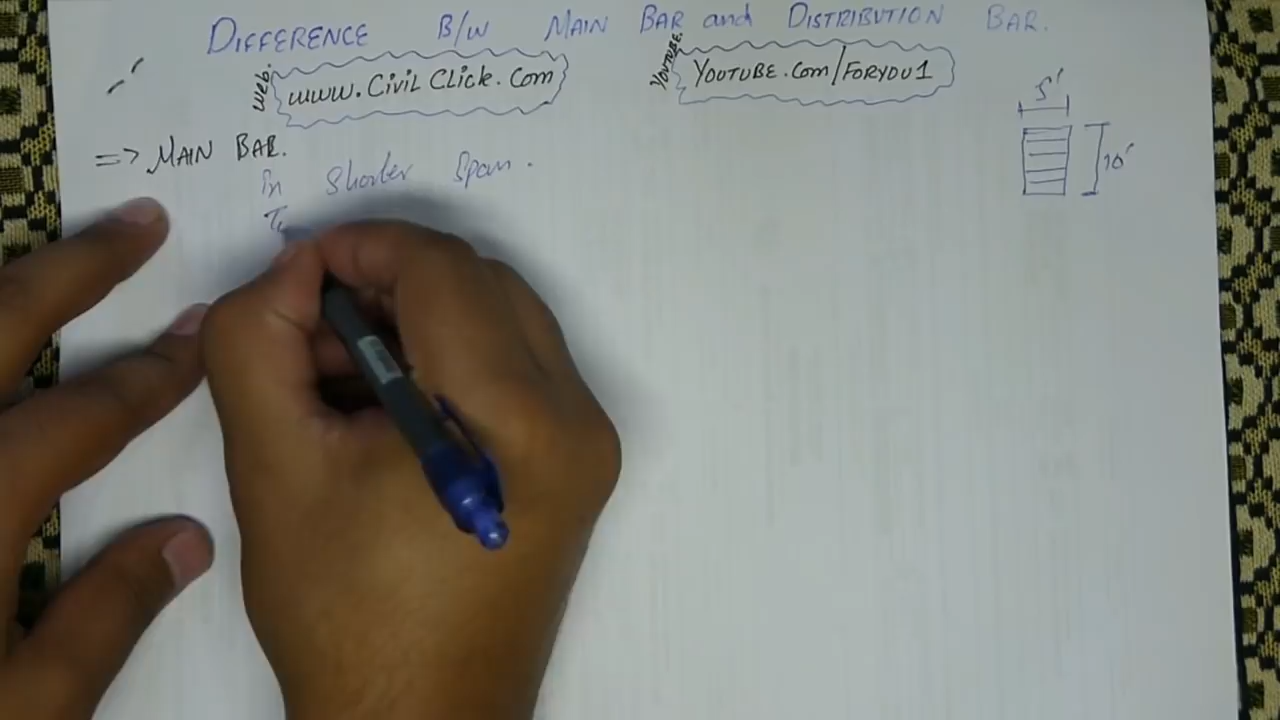 DIFFERENCE B/W MAIN BAR and DISTRIBUTION BAR.
Web. www.Civil Click.Com
YOUTUBE. YOUTUBE.Com/FORYOU1
5'
10'
=> MAIN BAR.
in Shorter Span.